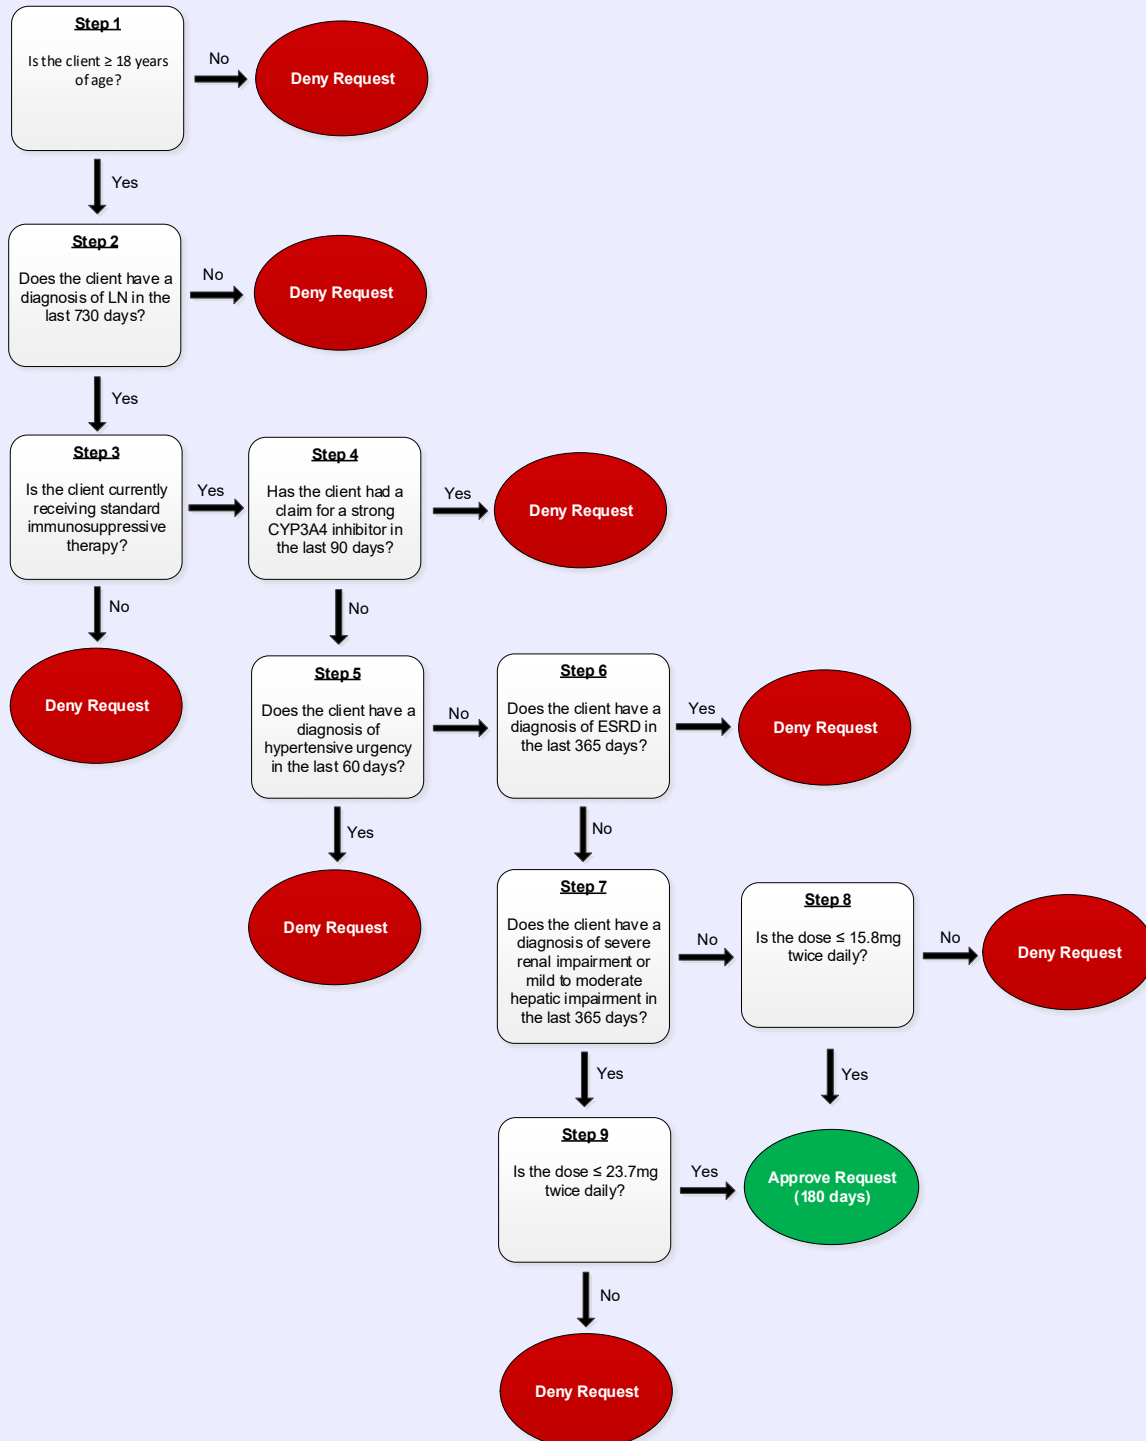 Step 1
Is the client ≥ 18 years
of age?
No
Deny Request
Yes
Step 2
Does the client have a
diagnosis of LN in the
last 730 days?
No
Deny Request
Yes
Step 3
Is the client currently
receiving standard
immunosuppressive
therapy?
Yes
No
Deny Request
Step 4
Has the client had a
claim for a strong
CYP3A4 inhibitor in
the last 90 days?
Yes
Deny Request
No
Step 5
Does the client have a
diagnosis of
hypertensive urgency
in the last 60 days?
No
Yes
Deny Request
Step 6
Does the client have a
diagnosis of ESRD in
the last 365 days?
Yes
Deny Request
No
Step 7
Does the client have a
diagnosis of severe
renal impairment or
mild to moderate
hepatic impairment in
the last 365 days?
No
Yes
Step 8
Is the dose ≤ 15.8mg
twice daily?
No
Deny Request
Yes
Step 9
Is the dose ≤ 23.7mg
twice daily?
Yes
Approve Request
(180 days)
No
Deny Request